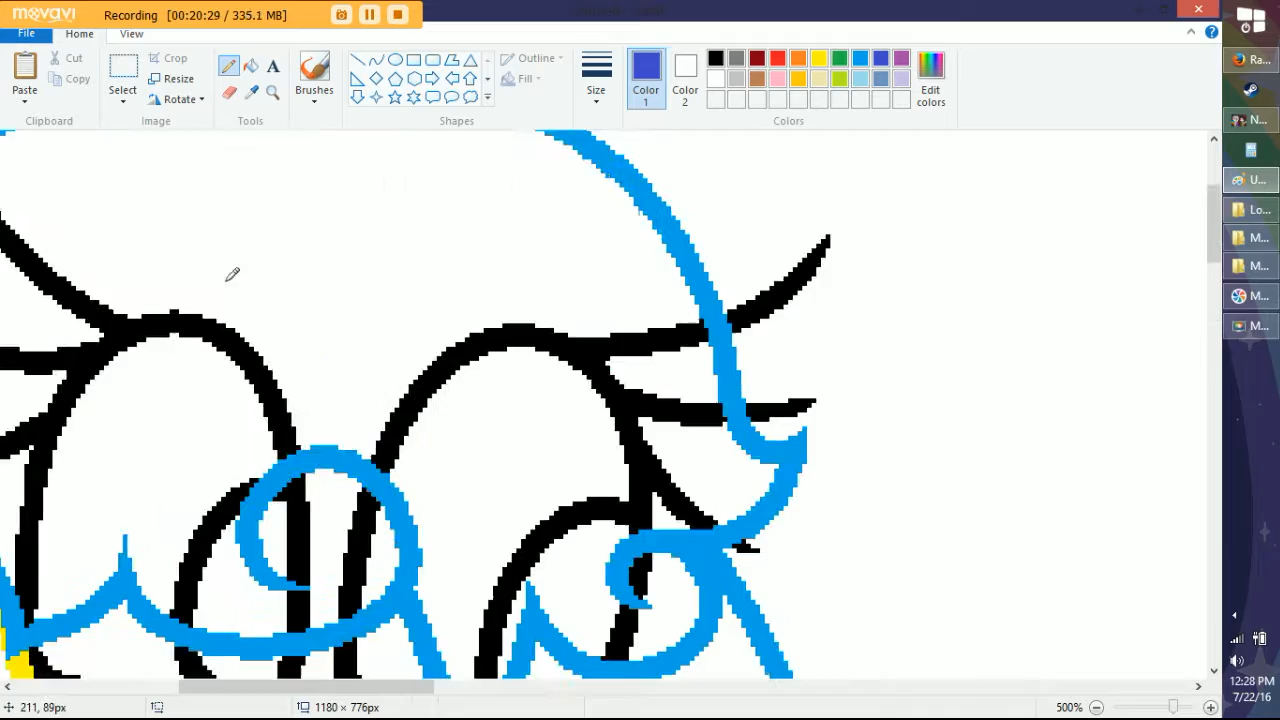 movavi Recording [00:20:29 / 335.1 MB]
File Home View
Paste Cut Copy Clipboard
Select Crop Resize Rotate Image
Tools
Brushes
Outline Fill Shapes
Size
Color 1 Color 2 Edit colors Colors
Ra...
N...
U...
Lo...
M...
M...
M...
M...
211, 89px 1180 × 776px 500%
12:28 PM
7/22/16